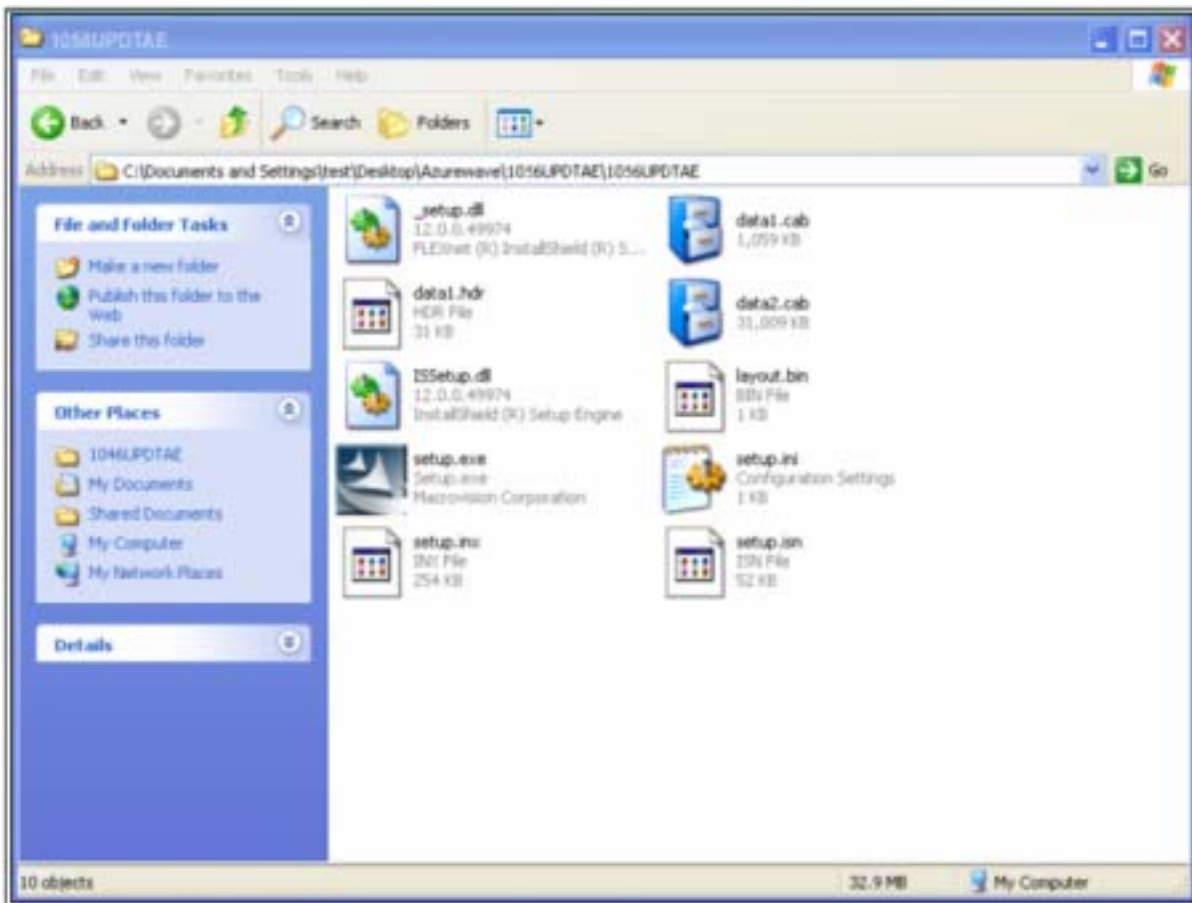 1056UPDTAE
File Edit View Favorites Tools Help
Back Search Folders
Address C:\Documents and Settings\test\Desktop\Azurewave\1056UPDTAE\1056UPDTAE Go
File and Folder Tasks
Make a new folder
Publish this folder to the
Web
Share this folder
Other Places
1046UPDTAE
My Documents
Shared Documents
My Computer
My Network Places
Details
_setup.dll
12.0.0.49974
FLEXnet (R) InstallShield (R) S...
data1.cab
1,059 KB
data1.hdr
HDR File
31 KB
data2.cab
31,009 KB
ISSetup.dll
12.0.0.49974
InstallShield (R) Setup Engine
layout.bin
BIN File
1 KB
setup.exe
Setup.exe
Macrovision Corporation
setup.ini
Configuration Settings
1 KB
setup.inx
INX File
254 KB
setup.isn
ISN File
52 KB
10 objects 32.9 MB My Computer